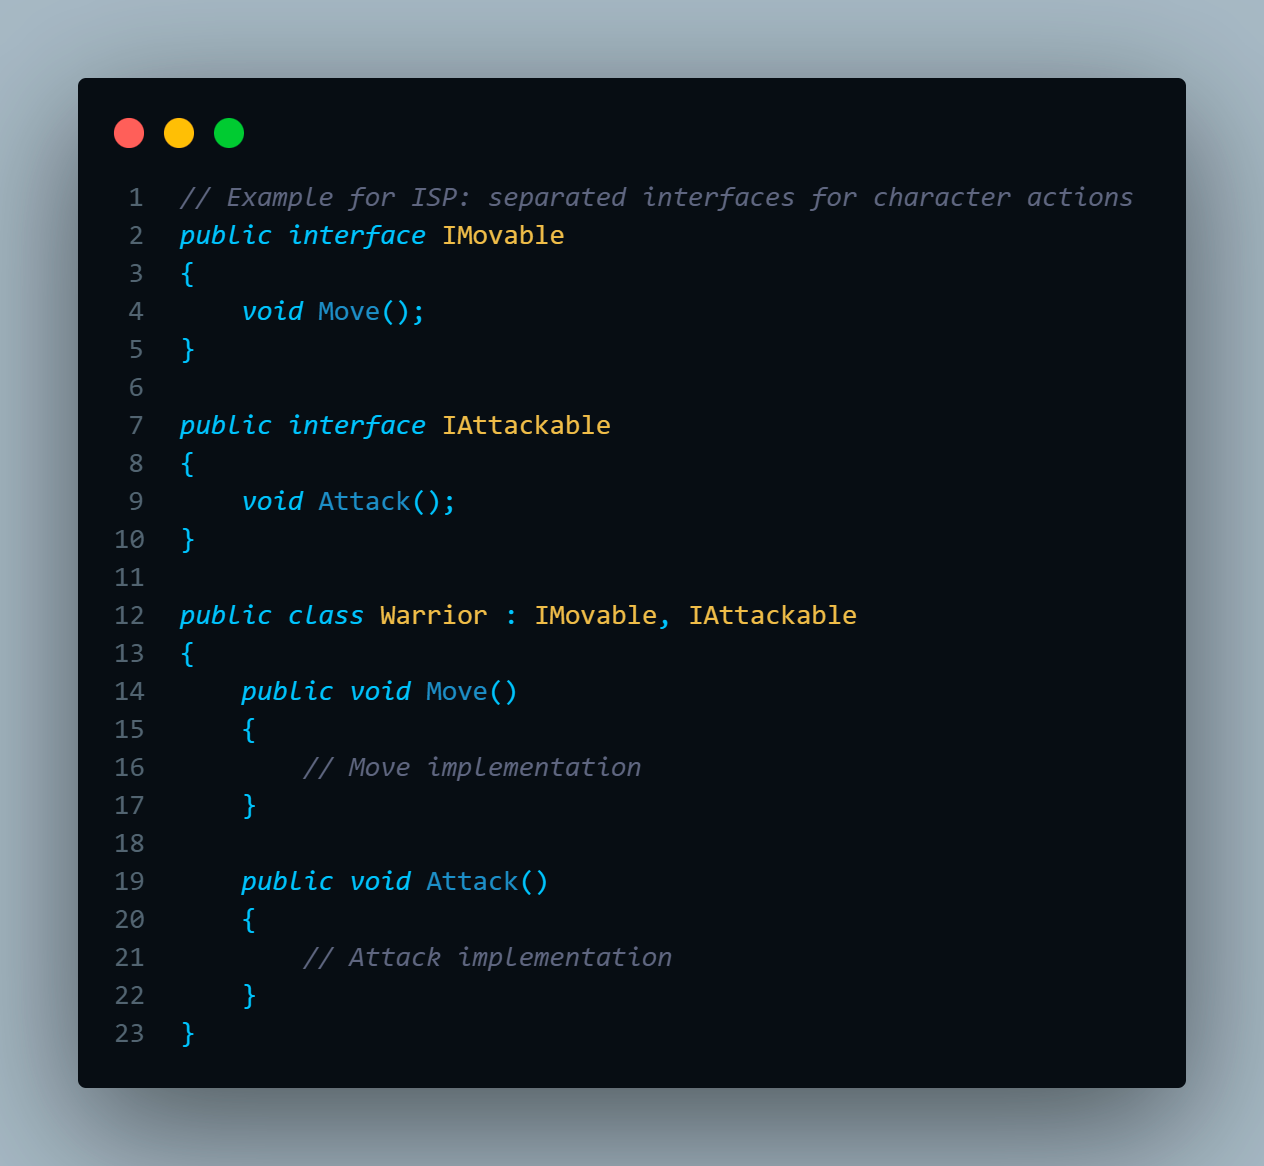 1 // Example for ISP: separated interfaces for character actions
2 public interface IMovable
3 {
4     void Move();
5 }
6
7 public interface IAttackable
8 {
9     void Attack();
10 }
11
12 public class Warrior : IMovable, IAttackable
13 {
14     public void Move()
15     {
16         // Move implementation
17     }
18
19     public void Attack()
20     {
21         // Attack implementation
22     }
23 }